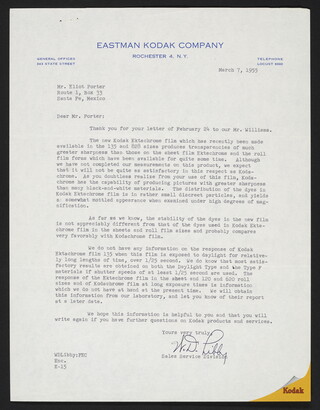 EASTMAN KODAK COMPANY
ROCHESTER 4, N.Y.
GENERAL OFFICES
343 STATE STREET
TELEPHONE
LOCUST 6000
March 7, 1955
Mr. Eliot Porter
Route 1, Box 33
Santa Fe, Mexico
Dear Mr. Porter:
Thank you for your letter of February 24 to our Mr. Williams.
The new Kodak Ektachrome film which has recently been made
available in the 135 and 828 sizes produces transparencies of much
greater sharpness than those on the sheet film Ektachrome and the roll
film forms which have been available for quite some time. Although
we have not completed our measurements on this product, we expect
that it will not be quite as satisfactory in this respect as Koda-
chrome. As you doubtless realize from your use of this film, Koda-
chrome has the capability of producing pictures with greater sharpness
than many black-and-white materials. The distribution of the dyes in
Kodak Ektachrome film is in rather small discreet particles, and yields
a somewhat mottled appearance when examined under high degrees of mag-
nification.
As far as we know, the stability of the dyes in the new film
is not appreciably different from that of the dyes used in Kodak Ekta-
chrome film in the sheets and roll film sizes and probably compares
very favorably with Kodachrome film.
We do not have any information on the response of Kodak
Ektachrome film 135 when this film is exposed to daylight for relative-
ly long lengths of time, over 1/25 second. We do know that most satis-
factory results are obtained on both the Daylight Type and the Type F
materials if shutter speeds of at least 1/25 second are used. The
response of the Ektachrome film in the sheet and 120 and 620 roll
sizes and of Kodachrome film at long exposure times is information
which we do not have at hand at the present time. We will obtain
this information from our laboratory, and let you know of their report
at a later date.
We hope this information is helpful to you and that you will
write again if you have further questions on Kodak products and services.
Yours very truly,
W.D. Libby
Sales Service Division
WDLibby:FEC
Enc.
K-15
Kodak